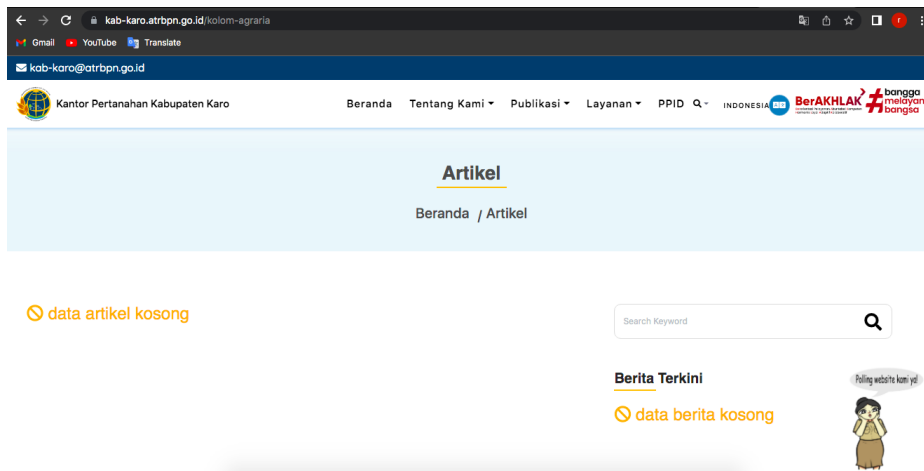 kab-karo.atrbpn.go.id/kolom-agraria
Gmail YouTube Translate
kab-karo@atrbpn.go.id
Kantor Pertanahan Kabupaten Karo Beranda Tentang Kami Publikasi Layanan PPID INDONESIA BerAKHLAK # bangga
melayan
bangsa
Artikel
Beranda / Artikel
data artikel kosong
Search Keyword
Berita Terkini
Polling website kami ya!
data berita kosong